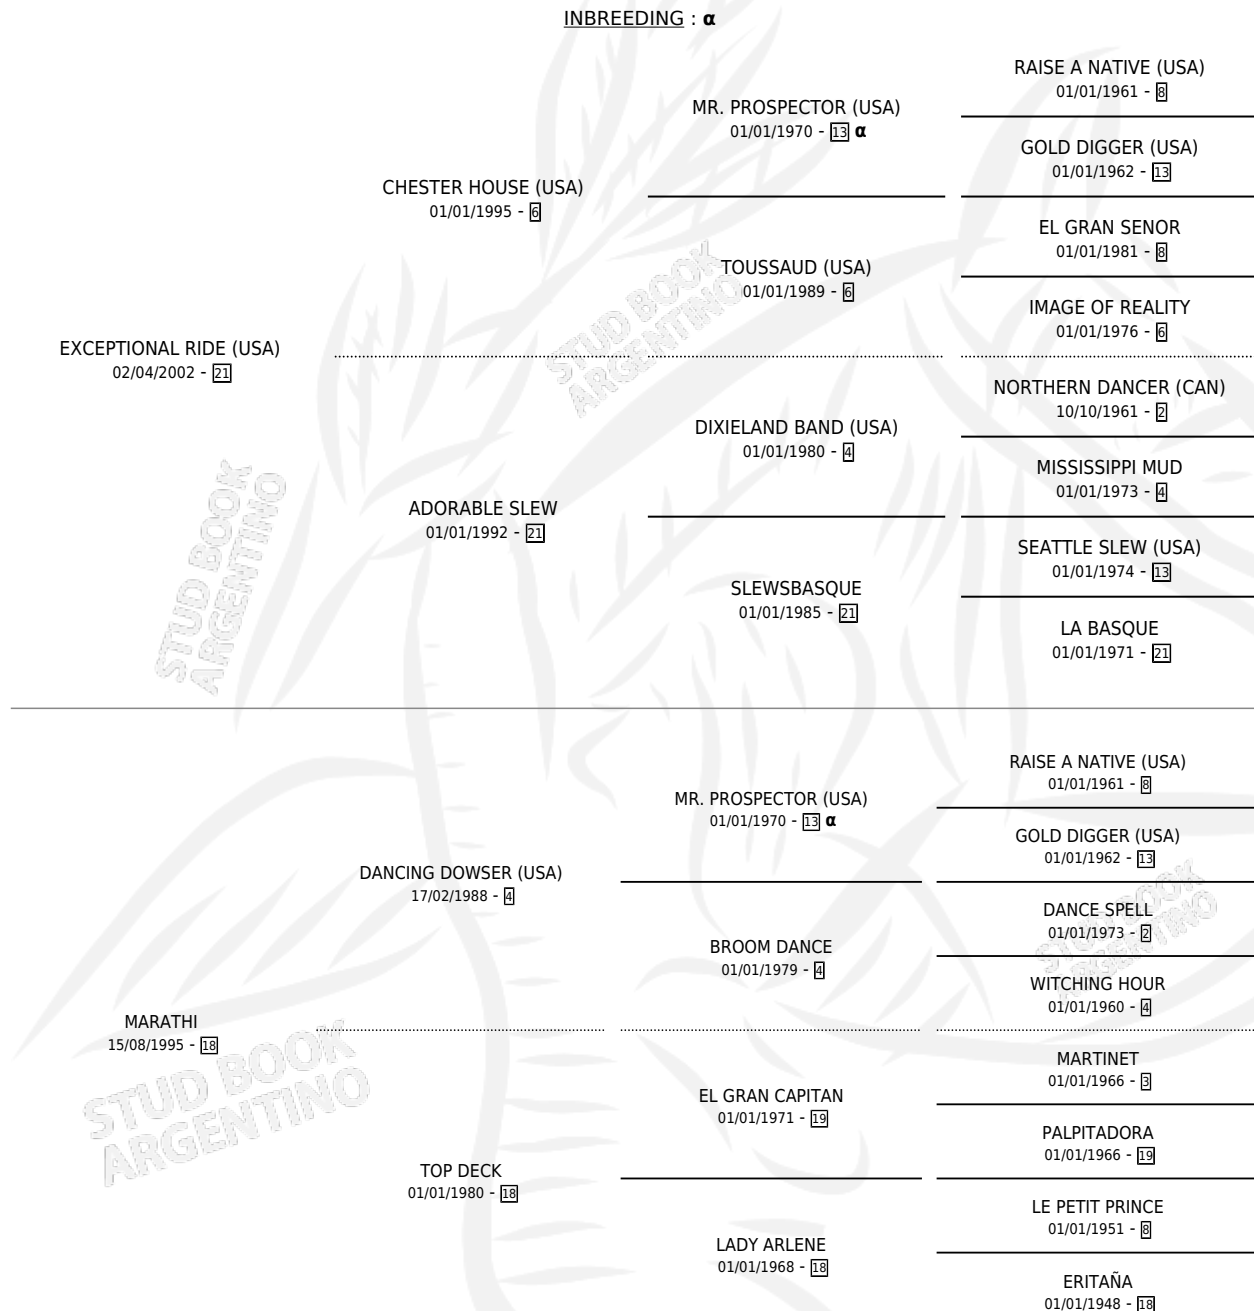 INBREEDING : α
RAISE A NATIVE (USA)
01/01/1961 - 8
MR. PROSPECTOR (USA)
01/01/1970 - 13 α
GOLD DIGGER (USA)
01/01/1962 - 13
CHESTER HOUSE (USA)
01/01/1995 - 6
EL GRAN SENOR
01/01/1981 - 8
TOUSSAUD (USA)
01/01/1989 - 6
IMAGE OF REALITY
01/01/1976 - 6
EXCEPTIONAL RIDE (USA)
02/04/2002 - 21
NORTHERN DANCER (CAN)
10/10/1961 - 2
DIXIELAND BAND (USA)
01/01/1980 - 4
MISSISSIPPI MUD
01/01/1973 - 4
ADORABLE SLEW
01/01/1992 - 21
SEATTLE SLEW (USA)
01/01/1974 - 13
SLEWSBASQUE
01/01/1985 - 21
LA BASQUE
01/01/1971 - 21
RAISE A NATIVE (USA)
01/01/1961 - 8
MR. PROSPECTOR (USA)
01/01/1970 - 13 α
GOLD DIGGER (USA)
01/01/1962 - 13
DANCING DOWSER (USA)
17/02/1988 - 4
DANCE SPELL
01/01/1973 - 2
BROOM DANCE
01/01/1979 - 4
WITCHING HOUR
01/01/1960 - 4
MARATHI
15/08/1995 - 18
MARTINET
01/01/1966 - 3
EL GRAN CAPITAN
01/01/1971 - 19
PALPITADORA
01/01/1966 - 19
TOP DECK
01/01/1980 - 18
LE PETIT PRINCE
01/01/1951 - 8
LADY ARLENE
01/01/1968 - 18
ERITAÑA
01/01/1948 - 18
STUD BOOK
ARGENTINO
STUD BOOK
ARGENTINO
STUD BOOK
ARGENTINO
STUD BOOK
ARGENTINO